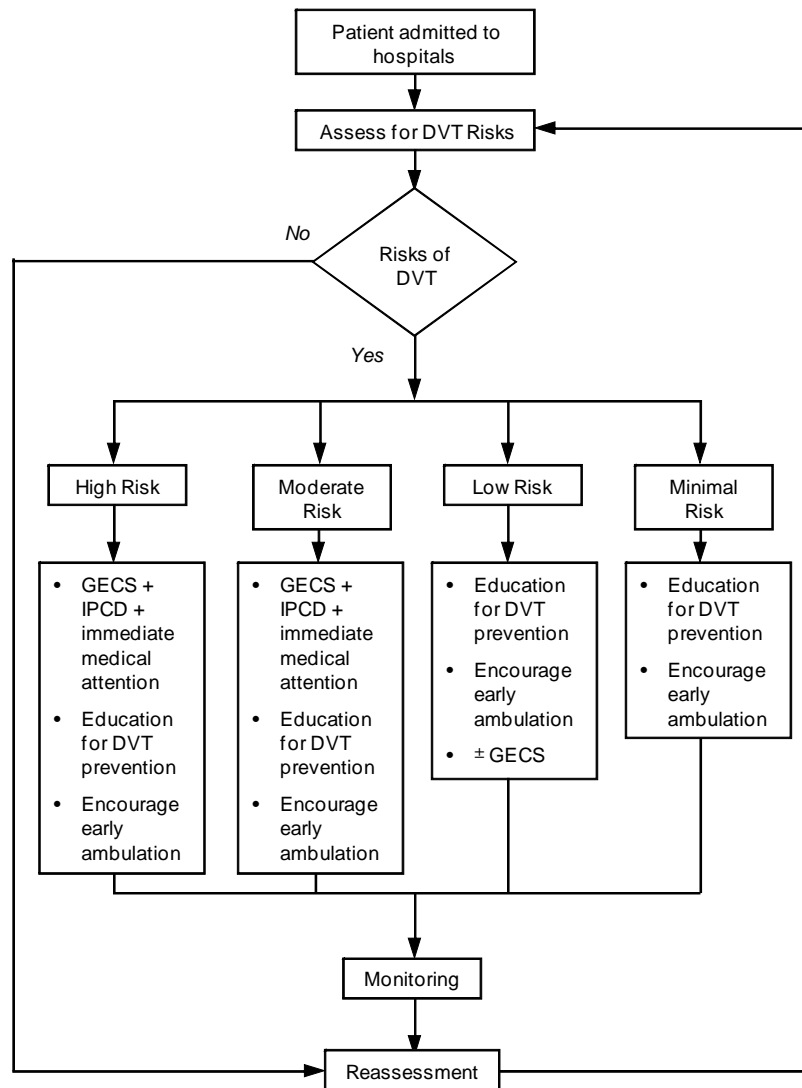 Patient admitted to
hospitals
Assess for DVT Risks
No
Risks of
DVT
Yes
High Risk
Moderate
Risk
Low Risk
Minimal
Risk
• GECS +
IPCD +
immediate
medical
attention
• Education
for DVT
prevention
• Encourage
early
ambulation
• GECS +
IPCD +
immediate
medical
attention
• Education
for DVT
prevention
• Encourage
early
ambulation
• Education
for DVT
prevention
• Encourage
early
ambulation
• ± GECS
• Education
for DVT
prevention
• Encourage
early
ambulation
Monitoring
Reassessment